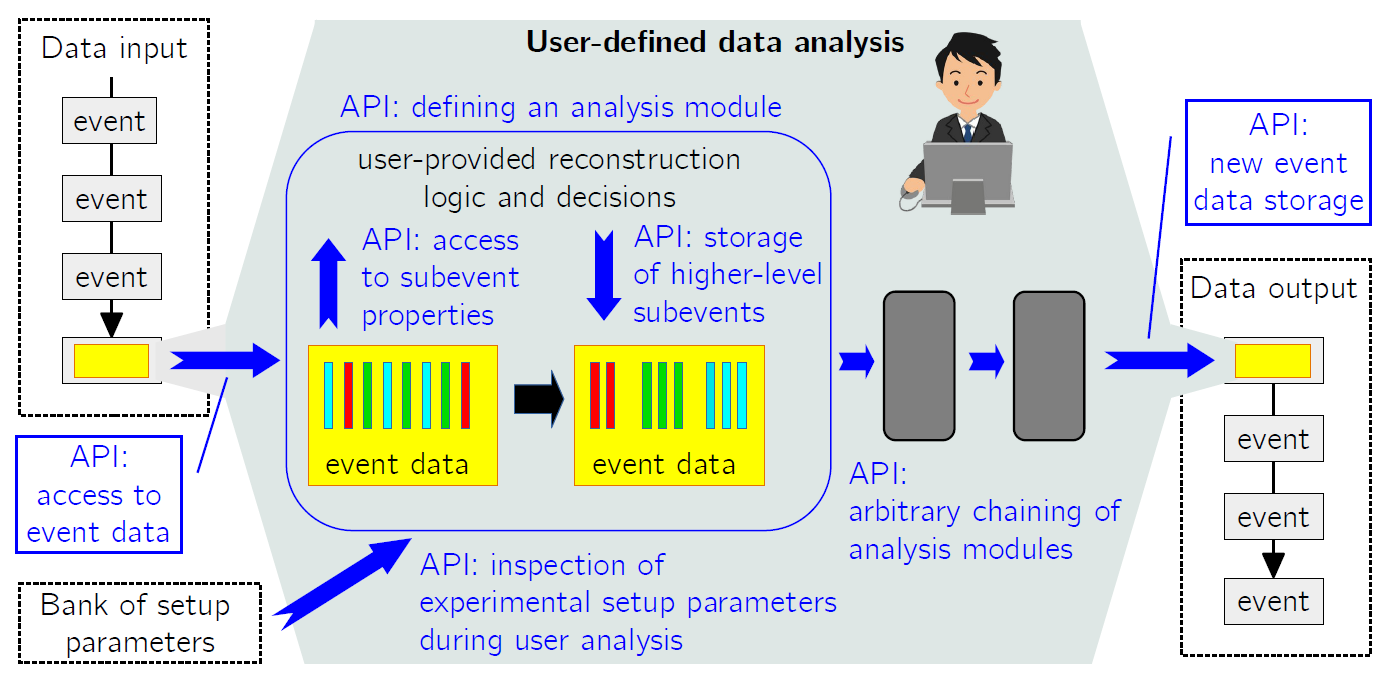 Data input
event
event
event
API:
access to
event data
Bank of setup
parameters
User-defined data analysis
API: defining an analysis module
user-provided reconstruction
logic and decisions
API: access
to subevent
properties
API: storage
of higher-level
subevents
event data
event data
API: inspection of
experimental setup parameters
during user analysis
API:
arbitrary chaining of
analysis modules
API:
new event
data storage
Data output
event
event
event